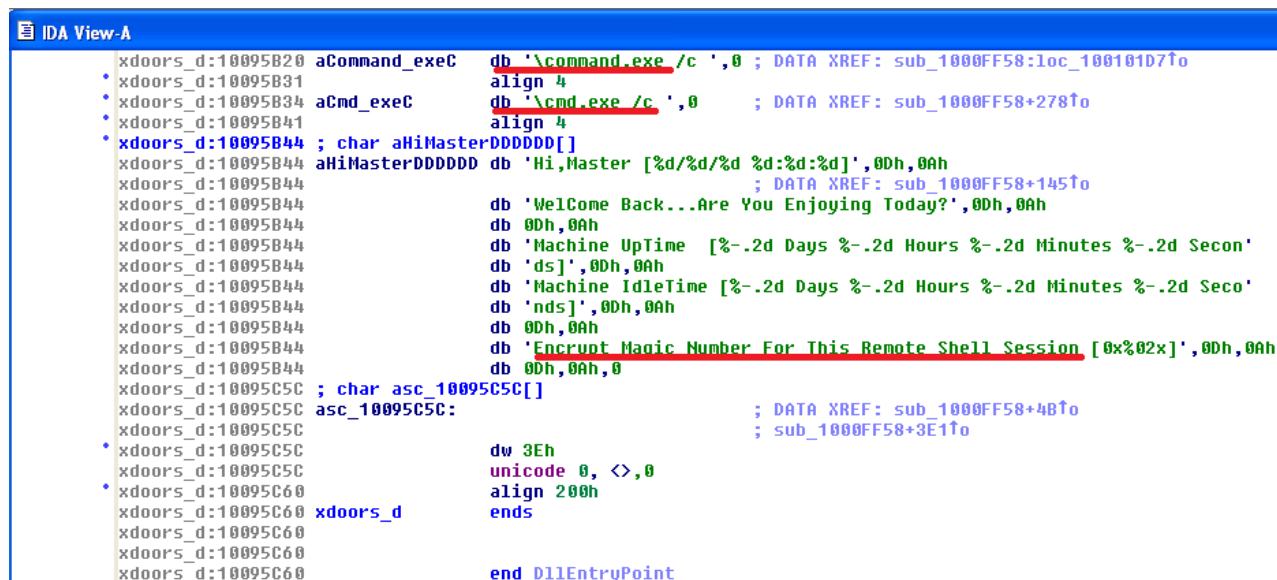 IDA View-A
xdoors_d:10095B20 aCommand_exeC db '\command.exe /c ',0 ; DATA XREF: sub_1000FF58:loc_100101D7↑o
xdoors_d:10095B31 align 4
xdoors_d:10095B34 aCmd_exeC db '\cmd.exe /c ',0 ; DATA XREF: sub_1000FF58+278↑o
xdoors_d:10095B41 align 4
xdoors_d:10095B44 ; char aHiMasterDDDDDD[]
xdoors_d:10095B44 aHiMasterDDDDDD db 'Hi,Master [%d/%d/%d %d:%d:%d]',0Dh,0Ah
xdoors_d:10095B44 ; DATA XREF: sub_1000FF58+145↑o
xdoors_d:10095B44 db 'WelCome Back...Are You Enjoying Today?',0Dh,0Ah
xdoors_d:10095B44 db 0Dh,0Ah
xdoors_d:10095B44 db 'Machine UpTime  [%-.2d Days %-.2d Hours %-.2d Minutes %-.2d Secon'
xdoors_d:10095B44 db 'ds]',0Dh,0Ah
xdoors_d:10095B44 db 'Machine IdleTime [%-.2d Days %-.2d Hours %-.2d Minutes %-.2d Seco'
xdoors_d:10095B44 db 'nds]',0Dh,0Ah
xdoors_d:10095B44 db 0Dh,0Ah
xdoors_d:10095B44 db 'Encrypt Magic Number For This Remote Shell Session [0x%02x]',0Dh,0Ah
xdoors_d:10095B44 db 0Dh,0Ah,0
xdoors_d:10095C5C ; char asc_10095C5C[]
xdoors_d:10095C5C asc_10095C5C: ; DATA XREF: sub_1000FF58+4B↑o
xdoors_d:10095C5C ; sub_1000FF58+3E1↑o
xdoors_d:10095C5C dw 3Eh
xdoors_d:10095C5C unicode 0, <>,0
xdoors_d:10095C60 align 200h
xdoors_d:10095C60 xdoors_d ends
xdoors_d:10095C60
xdoors_d:10095C60
xdoors_d:10095C60 end DllEntryPoint